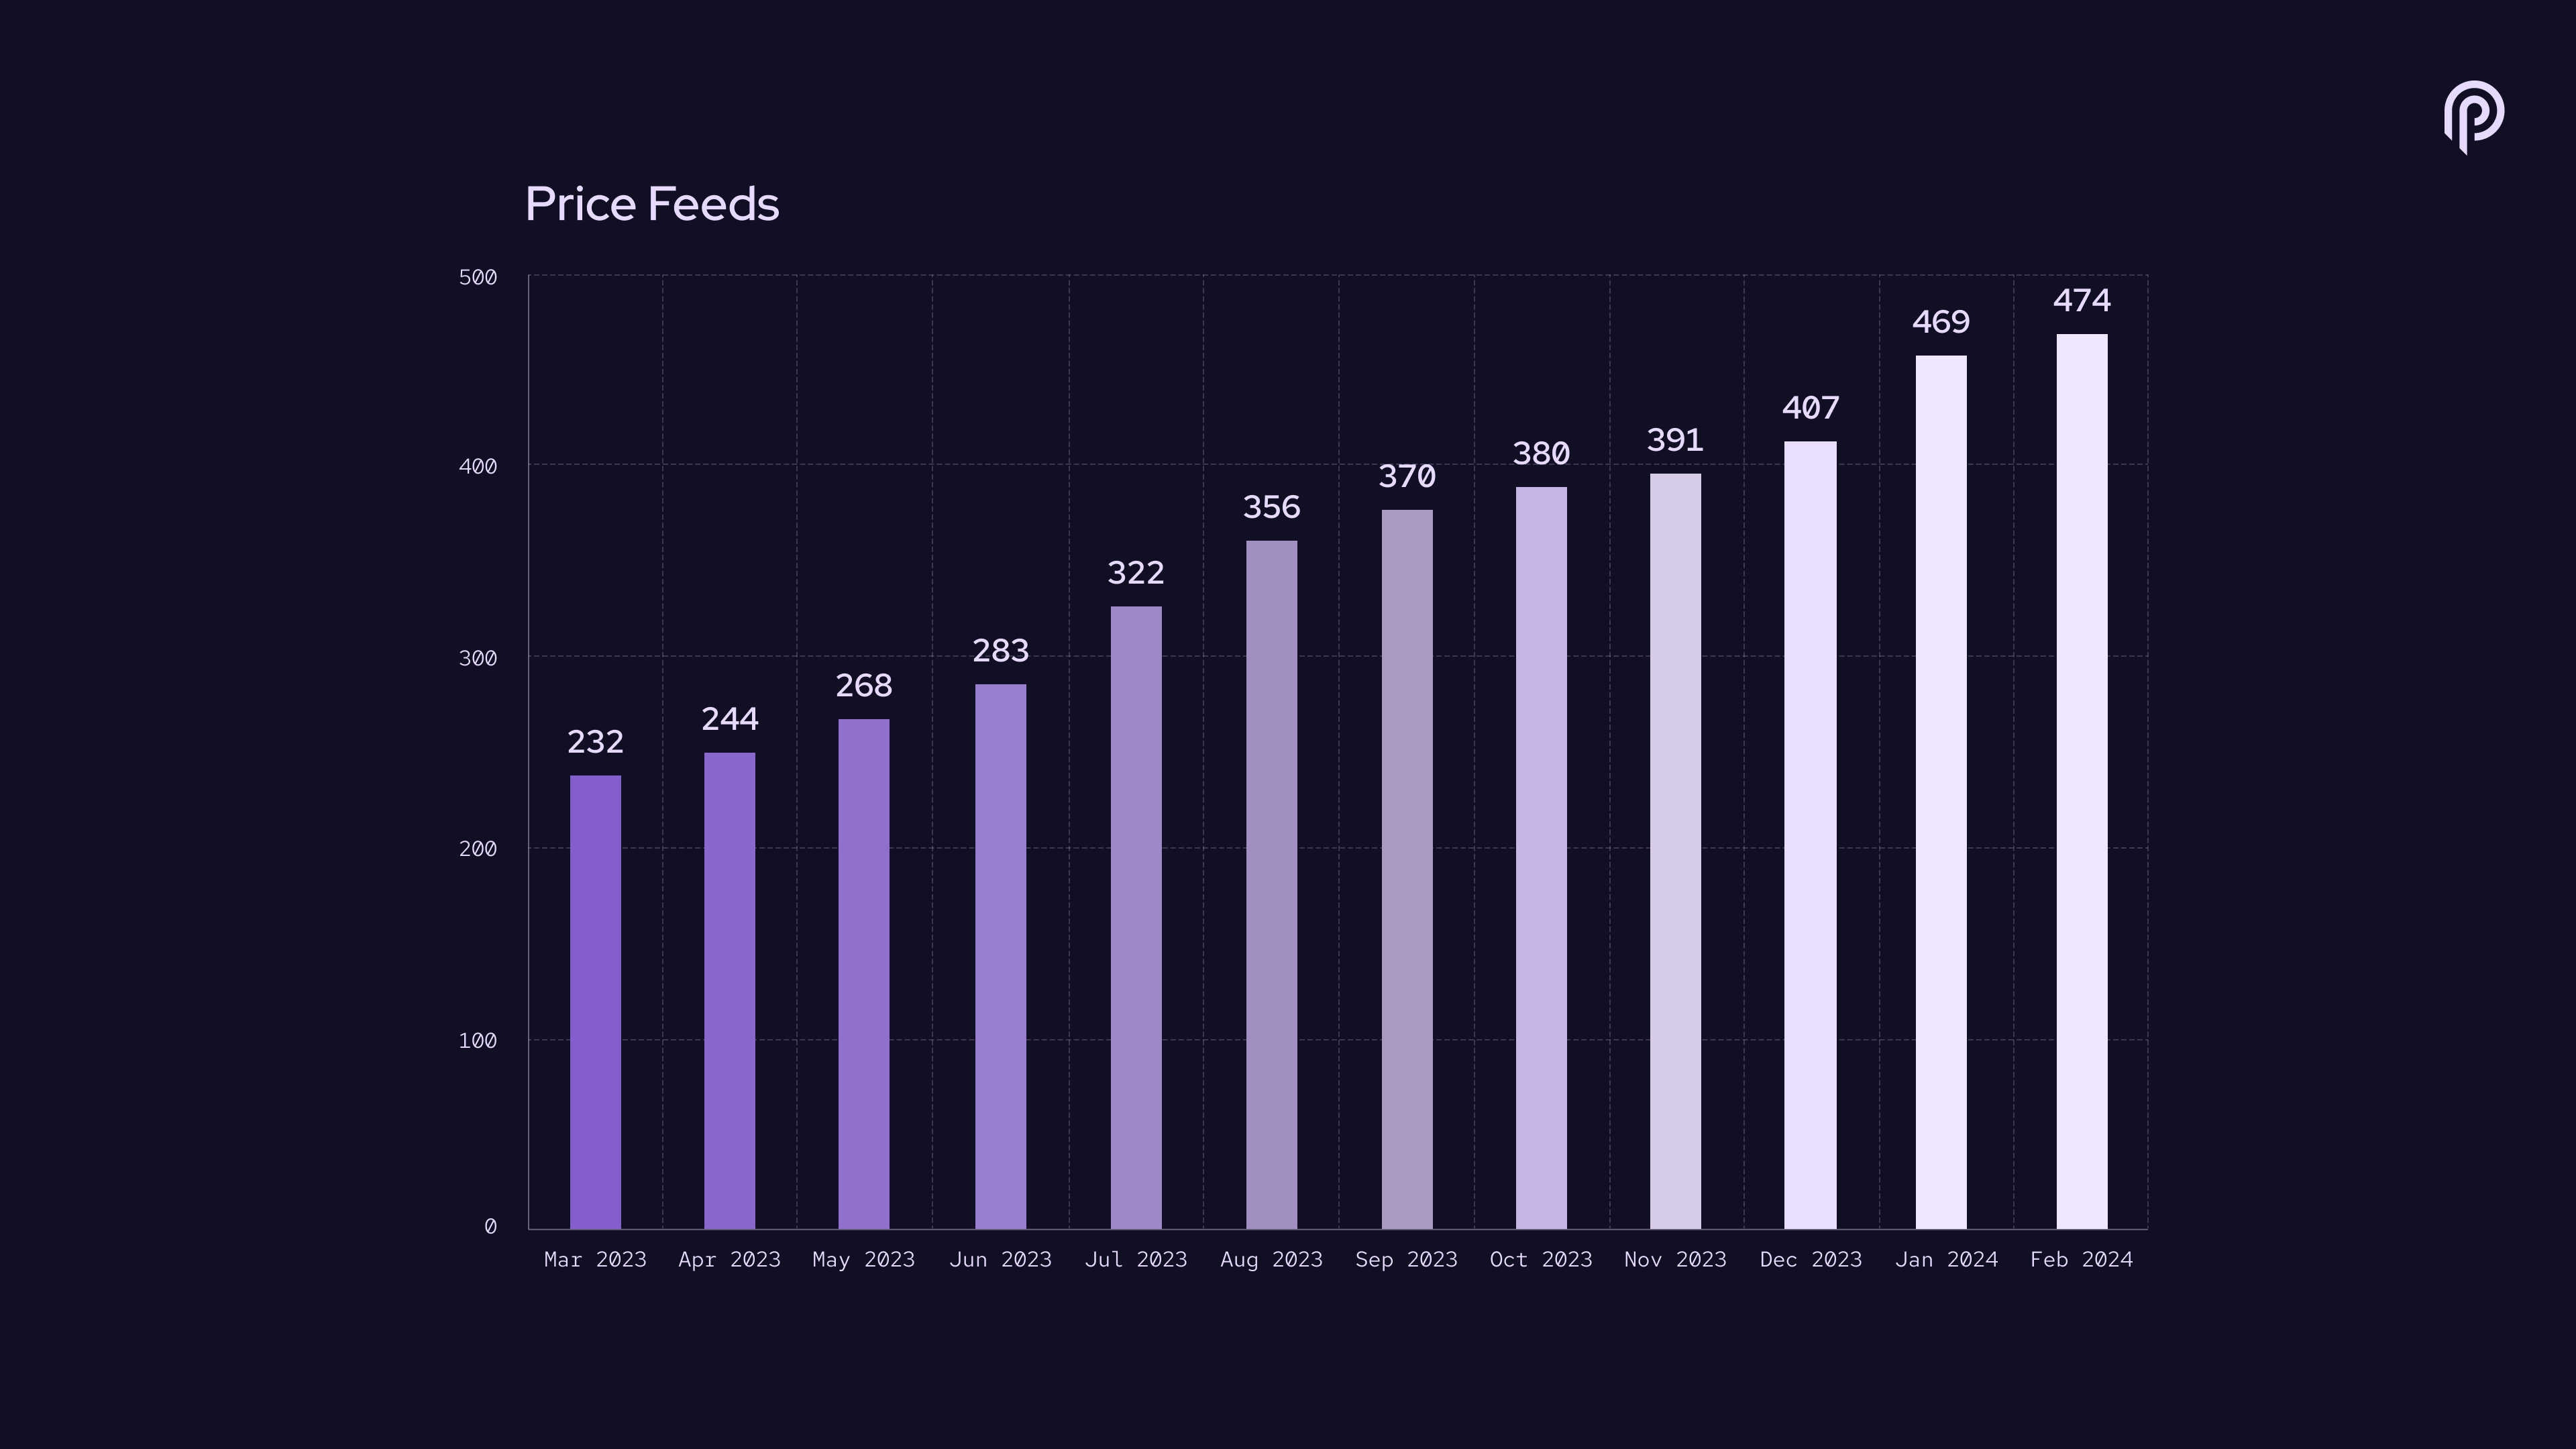 Price Feeds
500
400
300
200
100
0
232
244
268
283
322
356
370
380
391
407
469
474
Mar 2023
Apr 2023
May 2023
Jun 2023
Jul 2023
Aug 2023
Sep 2023
Oct 2023
Nov 2023
Dec 2023
Jan 2024
Feb 2024